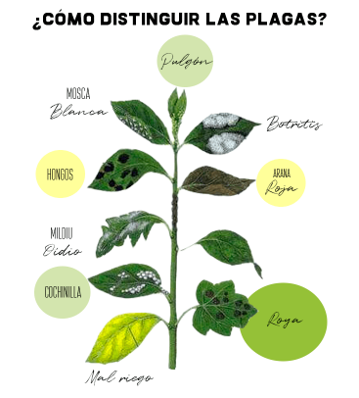 ¿CÓMO DISTINGUIR LAS PLAGAS?
Pulgón
MOSCA
Blanca
Botritis
HONGOS
ARANA
Roja
MILDIU
Oidio
COCHINILLA
Roya
Mal riego